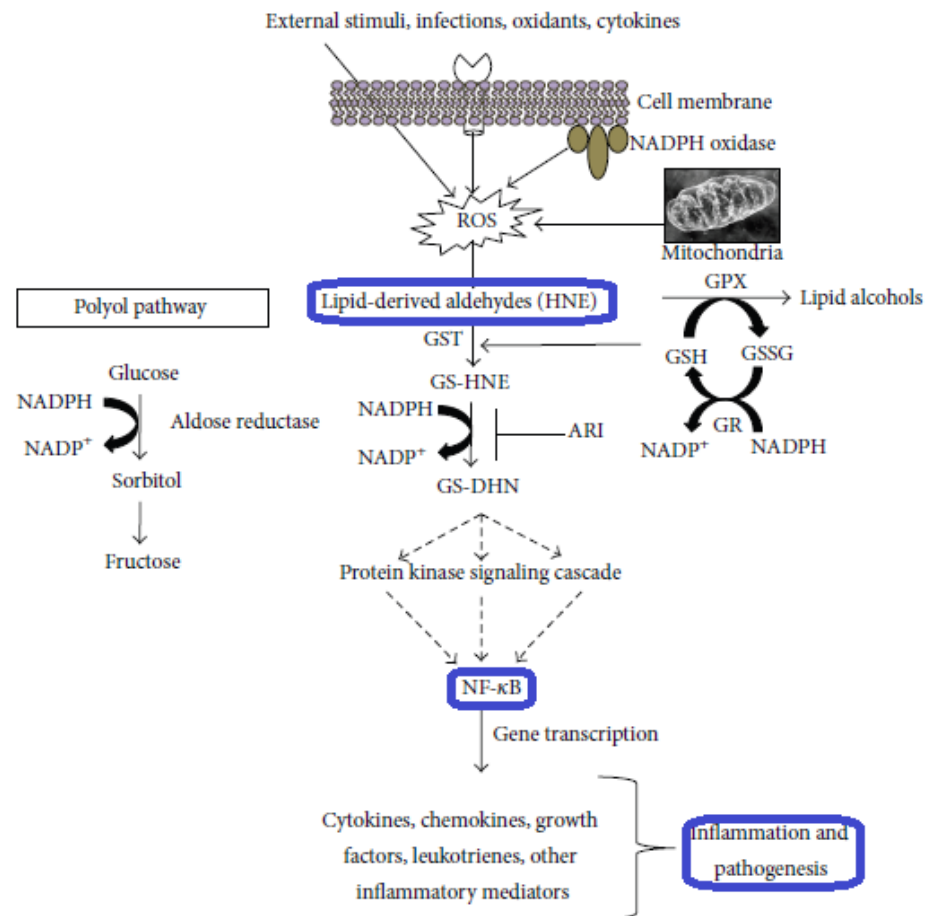 External stimuli, infections, oxidants, cytokines
Cell membrane
NADPH oxidase
ROS
Mitochondria
Polyol pathway
Lipid-derived aldehydes (HNE)
GPX
Lipid alcohols
GST
GSH
GSSG
Glucose
GS-HNE
NADPH
Aldose reductase
NADP⁺
NADPH
ARI
NADP⁺
GR
NADP⁺
NADPH
Sorbitol
GS-DHN
Fructose
Protein kinase signaling cascade
NF-κB
Gene transcription
Cytokines, chemokines, growth
factors, leukotrienes, other
inflammatory mediators
Inflammation and
pathogenesis